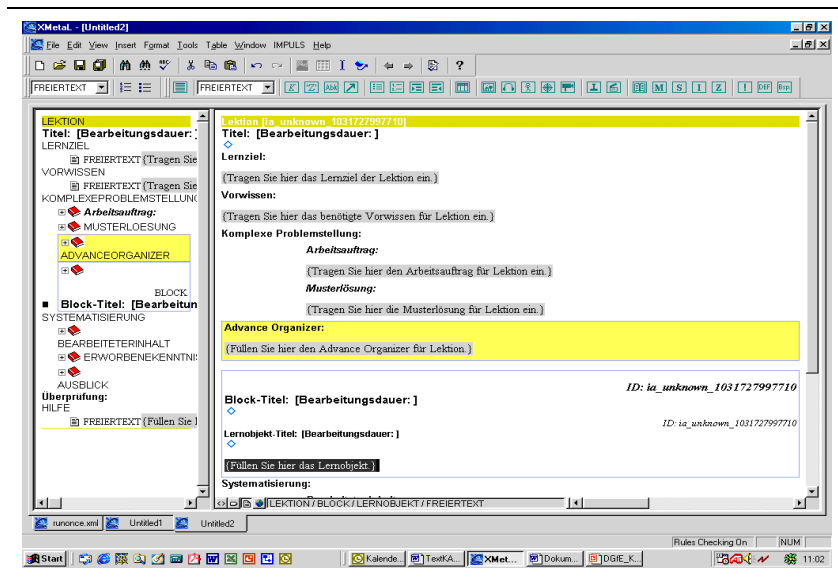 XMetaL - [Untitled2]
File Edit View Insert Format Tools Table Window IMPULS Help
FREIERTEXT FREIERTEXT K "Z" Abk M S I Z ! DEF Bsp
LEKTION
Titel: [Bearbeitungsdauer: ]
LERNZIEL
FREIERTEXT {Tragen Sie
VORWISSEN
FREIERTEXT {Tragen Sie
KOMPLEXEPROBLEMSTELLUNG
Arbeitsauftrag:
MUSTERLOESUNG
ADVANCEORGANIZER
BLOCK
Block-Titel: [Bearbeitun
SYSTEMATISIERUNG
BEARBEITETERINHALT
ERWORBENEKENNTNI
AUSBLICK
Überprüfung:
HILFE
FREIERTEXT {Füllen Sie
Lektion [ia_unknown_1031727997710]
Titel: [Bearbeitungsdauer: ]
Lernziel:
{Tragen Sie hier das Lernziel der Lektion ein.}
Vorwissen:
{Tragen Sie hier das benötigte Vorwissen für Lektion ein.}
Komplexe Problemstellung:
Arbeitsauftrag:
{Tragen Sie hier den Arbeitsauftrag für Lektion ein.}
Musterlösung:
{Tragen Sie hier die Musterlösung für Lektion ein.}
Advance Organizer:
{Füllen Sie hier den Advance Organizer für Lektion.}
ID: ia_unknown_1031727997710
Block-Titel: [Bearbeitungsdauer: ]
ID: ia_unknown_1031727997710
Lernobjekt-Titel: [Bearbeitungsdauer: ]
{Füllen Sie hier das Lernobjekt.}
Systematisierung:
LEKTION / BLOCK / LERNOBJEKT / FREIERTEXT
runonce.xml Untitled1 Untitled2
Rules Checking On NUM
Start Kalende... TextKA... XMet... Dokum... DGfE_K... 11:02